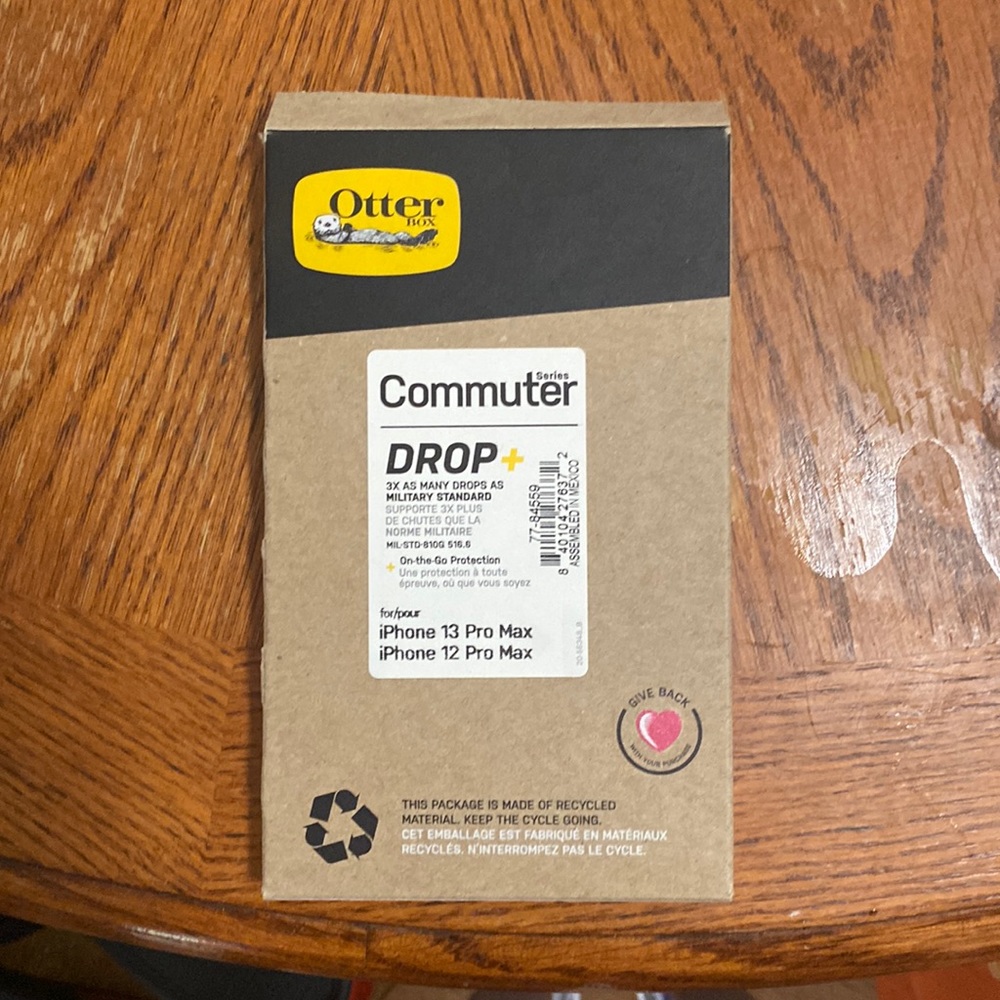 Otter
BOX
Commuter Series
DROP+
3X AS MANY DROPS AS
MILITARY STANDARD
SUPPORTE 3X PLUS
DE CHUTES QUE LA
NORME MILITAIRE
MIL-STD-810G 516.6
+ On-the-Go Protection
Une protection à toute
épreuve, où que vous soyez
77-84559
8 40104 27637 2
ASSEMBLED IN MEXICO
for/pour
iPhone 13 Pro Max
iPhone 12 Pro Max
GIVE BACK
WITH YOUR PURCHASE
THIS PACKAGE IS MADE OF RECYCLED
MATERIAL. KEEP THE CYCLE GOING.
CET EMBALLAGE EST FABRIQUÉ EN MATÉRIAUX
RECYCLÉS. N'INTERROMPEZ PAS LE CYCLE.